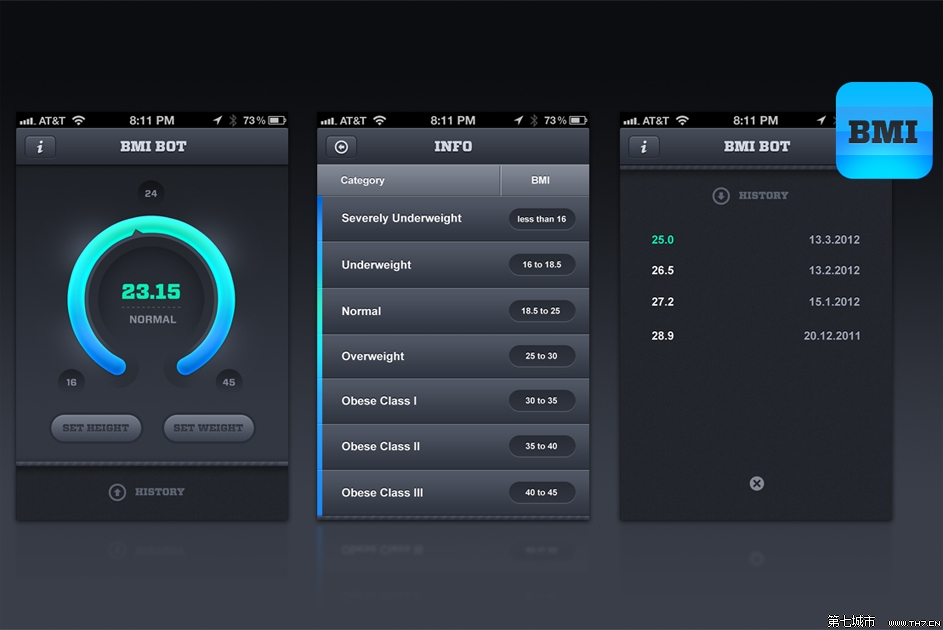 AT&T 8:11 PM 73%
i BMI BOT
24
23.15
NORMAL
16 45
SET HEIGHT SET WEIGHT
HISTORY
AT&T 8:11 PM 73%
INFO
Category BMI
Severely Underweight less than 16
Underweight 16 to 18.5
Normal 18.5 to 25
Overweight 25 to 30
Obese Class I 30 to 35
Obese Class II 35 to 40
Obese Class III 40 to 45
AT&T 8:11 PM
i BMI BOT
BMI
HISTORY
25.0 13.3.2012
26.5 13.2.2012
27.2 15.1.2012
28.9 20.12.2011
第七城市 WWW.TH7.CN